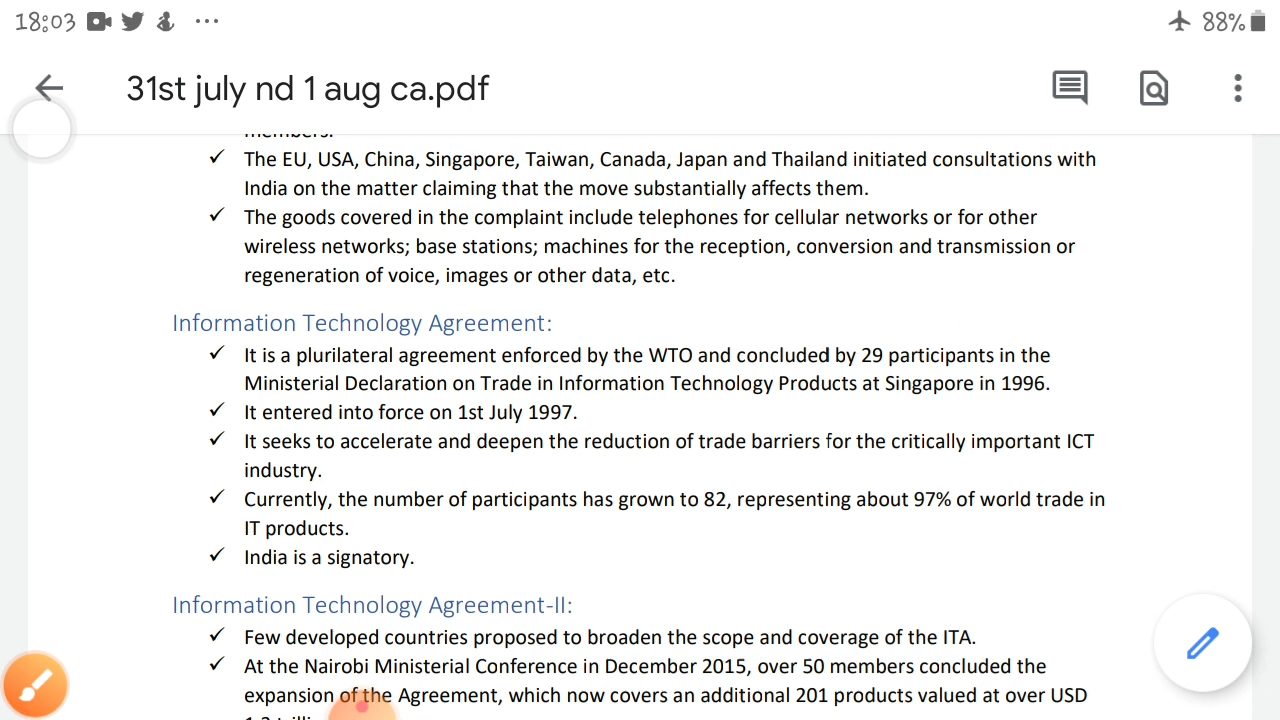 18:03 88%
31st july nd 1 aug ca.pdf
members.
✓ The EU, USA, China, Singapore, Taiwan, Canada, Japan and Thailand initiated consultations with
India on the matter claiming that the move substantially affects them.
✓ The goods covered in the complaint include telephones for cellular networks or for other
wireless networks; base stations; machines for the reception, conversion and transmission or
regeneration of voice, images or other data, etc.
Information Technology Agreement:
✓ It is a plurilateral agreement enforced by the WTO and concluded by 29 participants in the
Ministerial Declaration on Trade in Information Technology Products at Singapore in 1996.
✓ It entered into force on 1st July 1997.
✓ It seeks to accelerate and deepen the reduction of trade barriers for the critically important ICT
industry.
✓ Currently, the number of participants has grown to 82, representing about 97% of world trade in
IT products.
✓ India is a signatory.
Information Technology Agreement-II:
✓ Few developed countries proposed to broaden the scope and coverage of the ITA.
✓ At the Nairobi Ministerial Conference in December 2015, over 50 members concluded the
expansion of the Agreement, which now covers an additional 201 products valued at over USD